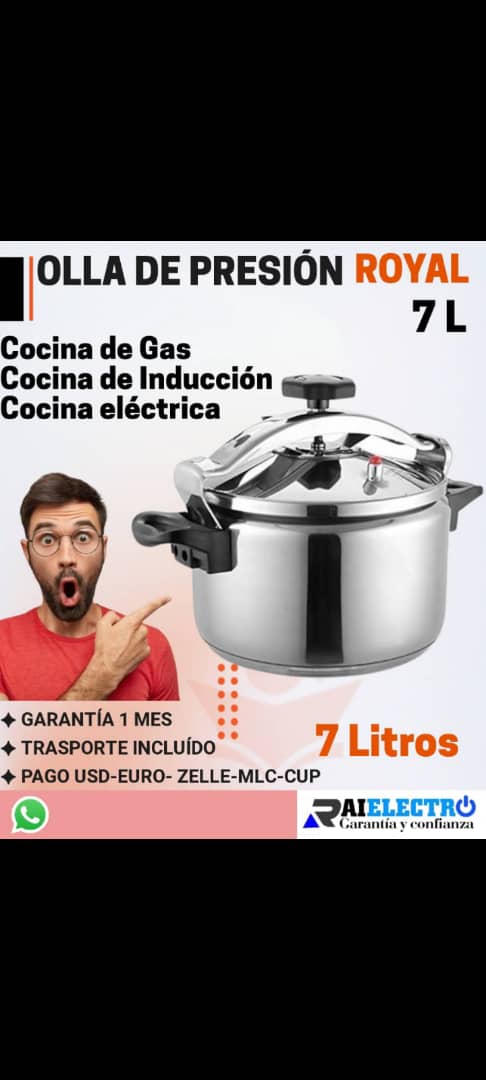 OLLA DE PRESIÓN ROYAL
7 L
Cocina de Gas
Cocina de Inducción
Cocina eléctrica
GARANTÍA 1 MES
TRASPORTE INCLUÍDO
PAGO USD-EURO- ZELLE-MLC-CUP
7 Litros
RAIELECTRO
Garantía y confianza